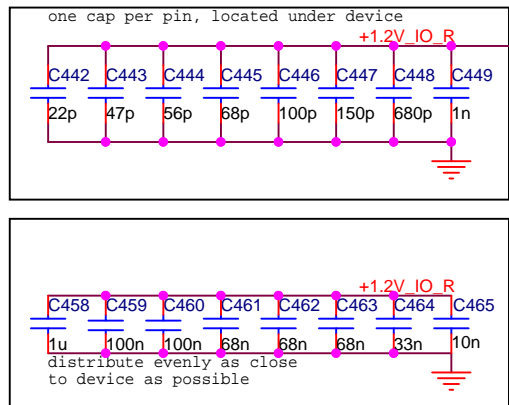 one cap per pin, located under device
+1.2V_IO_R
C442 C443 C444 C445 C446 C447 C448 C449
22p 47p 56p 68p 100p 150p 680p 1n
+1.2V_IO_R
C458 C459 C460 C461 C462 C463 C464 C465
1u 100n 100n 68n 68n 68n 33n 10n
distribute evenly as close
to device as possible